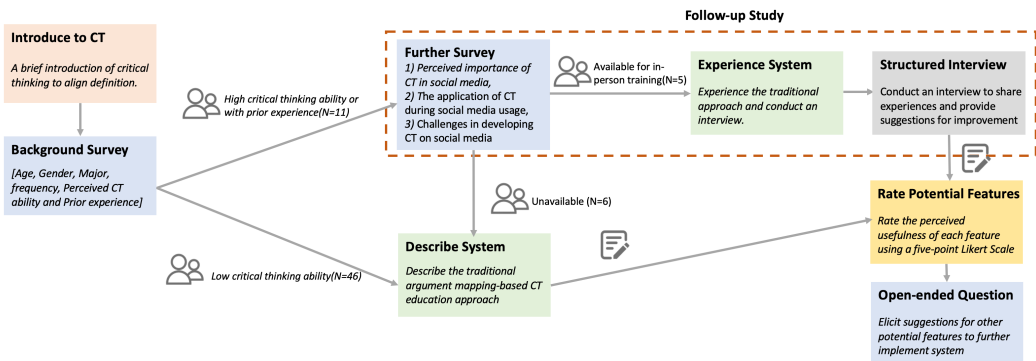 Follow-up Study
Introduce to CT
A brief introduction of critical
thinking to align definition.
Background Survey
[Age, Gender, Major,
frequency, Perceived CT
ability and Prior experience]
High critical thinking ability or
with prior experience(N=11)
Low critical thinking ability(N=46)
Further Survey
1) Perceived importance of
CT in social media,
2) The application of CT
during social media usage,
3) Challenges in developing
CT on social media
Available for in-
person training(N=5)
Experience System
Experience the traditional
approach and conduct an
interview.
Structured Interview
Conduct an interview to share
experiences and provide
suggestions for improvement
Unavailable (N=6)
Describe System
Describe the traditional
argument mapping-based CT
education approach
Rate Potential Features
Rate the perceived
usefulness of each feature
using a five-point Likert Scale
Open-ended Question
Elicit suggestions for other
potential features to further
implement system